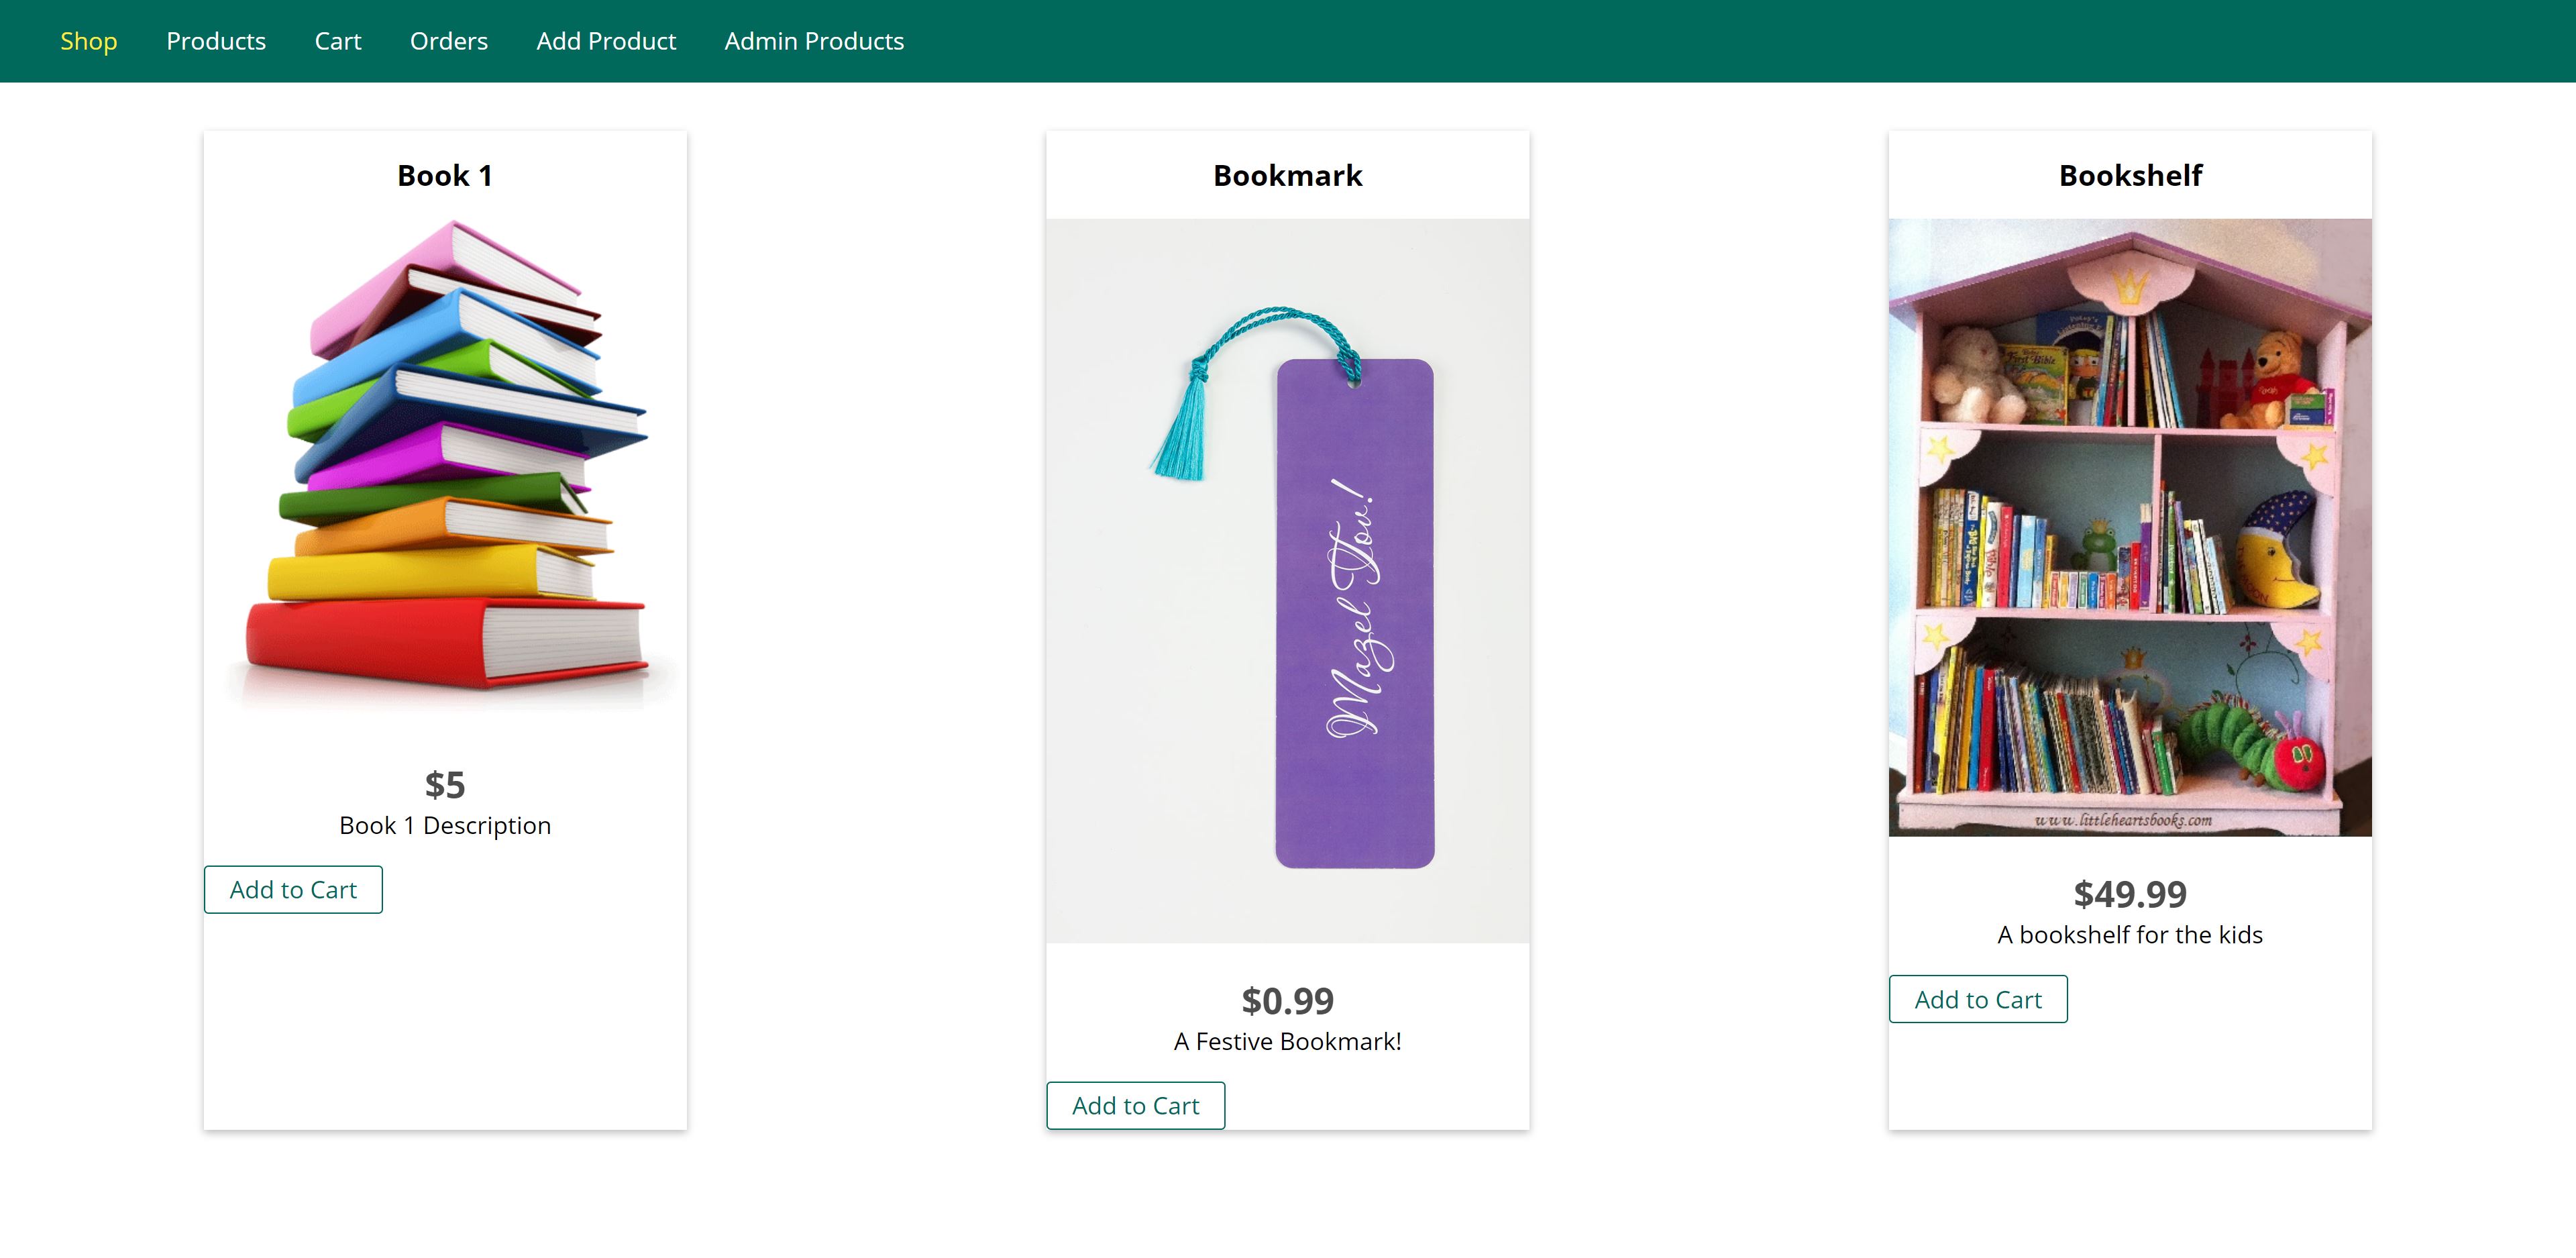 Shop Products Cart Orders Add Product Admin Products
Book 1
$5
Book 1 Description
Add to Cart
Bookmark
Mazel Tov!
$0.99
A Festive Bookmark!
Add to Cart
Bookshelf
First Bible
www.littleheartsbooks.com
$49.99
A bookshelf for the kids
Add to Cart